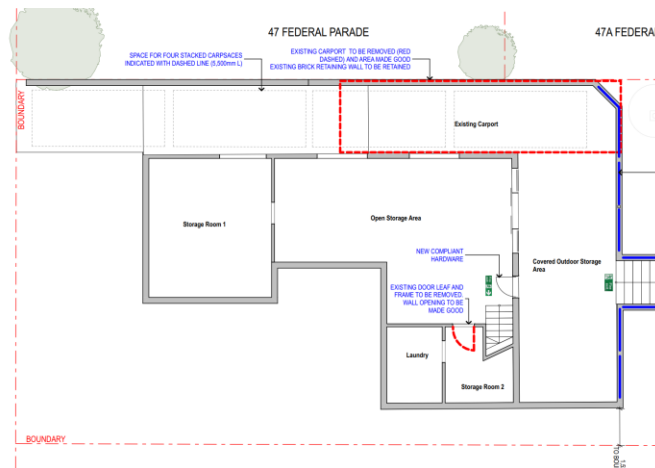 47 FEDERAL PARADE
47A FEDERA
SPACE FOR FOUR STACKED CARPSACES
INDICATED WITH DASHED LINE (5,500mm L)
EXISTING CARPORT TO BE REMOVED (RED
DASHED) AND AREA MADE GOOD
EXISTING BRICK RETAINING WALL TO BE RETAINED
BOUNDARY
Existing Carport
Storage Room 1
Open Storage Area
NEW COMPLIANT
HARDWARE
Covered Outdoor Storage
Area
EXISTING DOOR LEAF AND
FRAME TO BE REMOVED.
WALL OPENING TO BE
MADE GOOD
Laundry
Storage Room 2
BOUNDARY
TO BOU